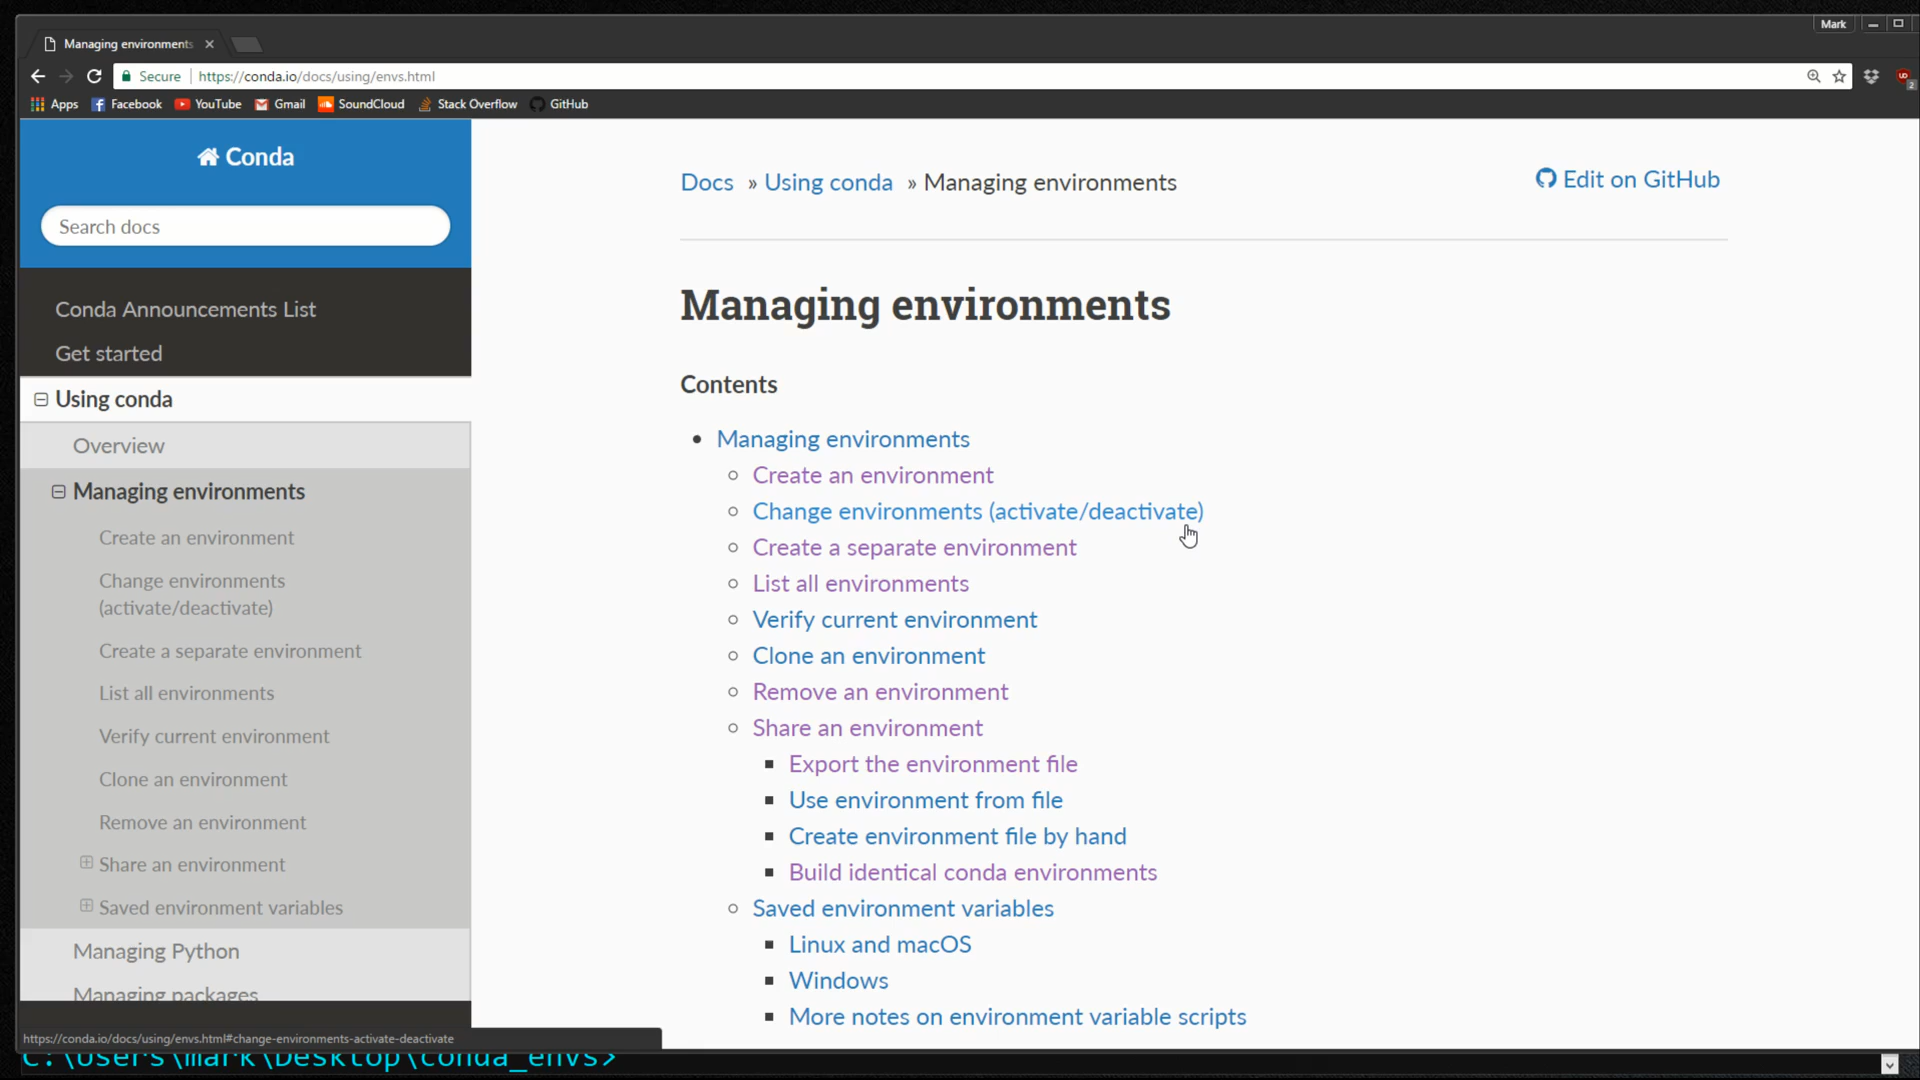 Mark
Managing environments
Secure https://conda.io/docs/using/envs.html
2
Apps Facebook YouTube Gmail SoundCloud Stack Overflow GitHub
Conda
Search docs
Conda Announcements List
Get started
Using conda
Overview
Managing environments
Create an environment
Change environments
(activate/deactivate)
Create a separate environment
List all environments
Verify current environment
Clone an environment
Remove an environment
Share an environment
Saved environment variables
Managing Python
Managing packages
Docs » Using conda » Managing environments
Edit on GitHub
Managing environments
Contents
Managing environments
Create an environment
Change environments (activate/deactivate)
Create a separate environment
List all environments
Verify current environment
Clone an environment
Remove an environment
Share an environment
Export the environment file
Use environment from file
Create environment file by hand
Build identical conda environments
Saved environment variables
Linux and macOS
Windows
More notes on environment variable scripts
https://conda.io/docs/using/envs.html#change-environments-activate-deactivate
C:\Users\mark\Desktop\conda_envs>